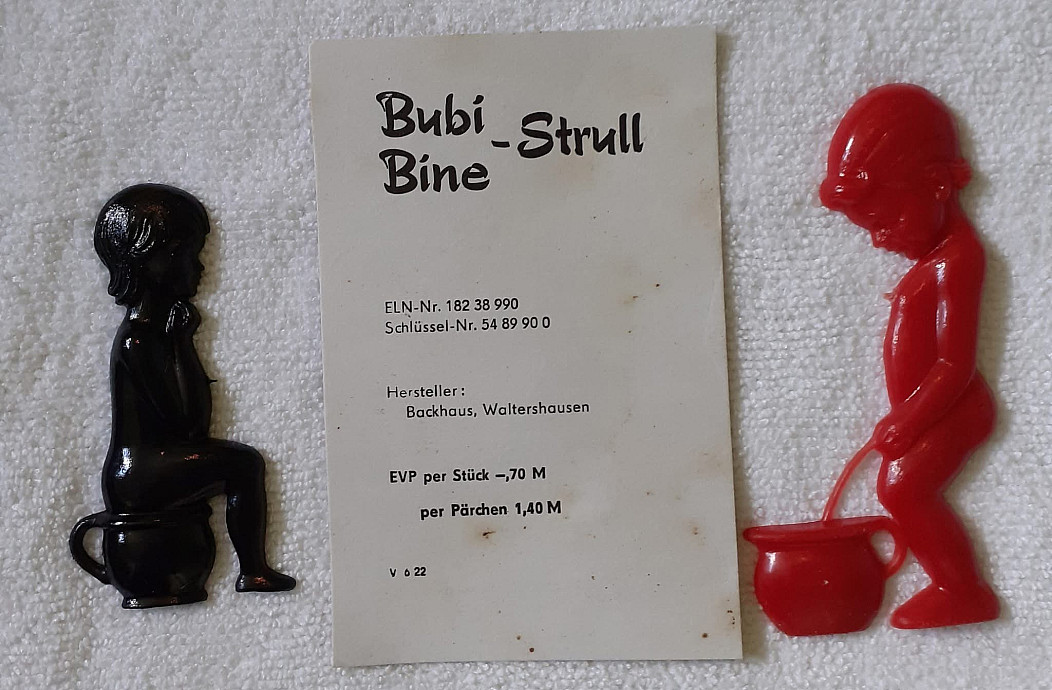 Bubi
-Strull
Bine
ELN-Nr. 182 38 990
Schlüssel-Nr. 54 89 90 0
Hersteller:
Backhaus, Waltershausen
EVP per Stück –,70 M
per Pärchen 1,40 M
V 6 22